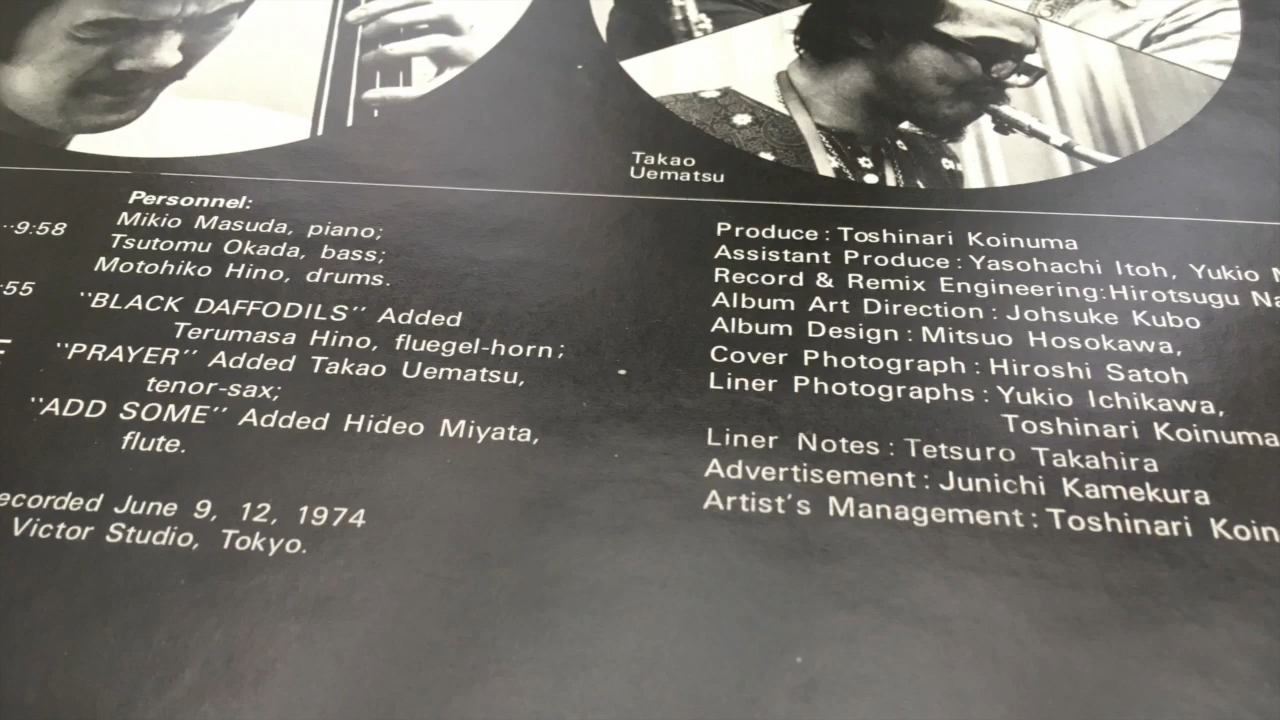 Takao
Uematsu
··9:58
:55
Personnel:
Mikio Masuda, piano;
Tsutomu Okada, bass;
Motohiko Hino, drums.
"BLACK DAFFODILS" Added
Terumasa Hino, fluegel-horn;
"PRAYER" Added Takao Uematsu,
tenor-sax;
"ADD SOME" Added Hideo Miyata,
flute.
ecorded June 9, 12, 1974
Victor Studio, Tokyo.
Produce : Toshinari Koinuma
Assistant Produce : Yasohachi Itoh, Yukio
Record & Remix Engineering : Hirotsugu
Album Art Direction : Johsuke Kubo
Album Design : Mitsuo Hosokawa,
Cover Photograph : Hiroshi Satoh
Liner Photographs : Yukio Ichikawa,
Toshinari Koinuma
Liner Notes : Tetsuro Takahira
Advertisement : Junichi Kamekura
Artist's Management : Toshinari Koin